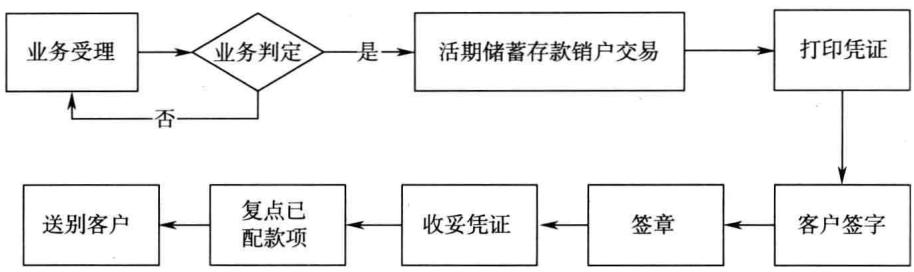 业务受理
业务判定
是
活期储蓄存款销户交易
打印凭证
否
客户签字
签章
收妥凭证
复点已
配款项
送别客户